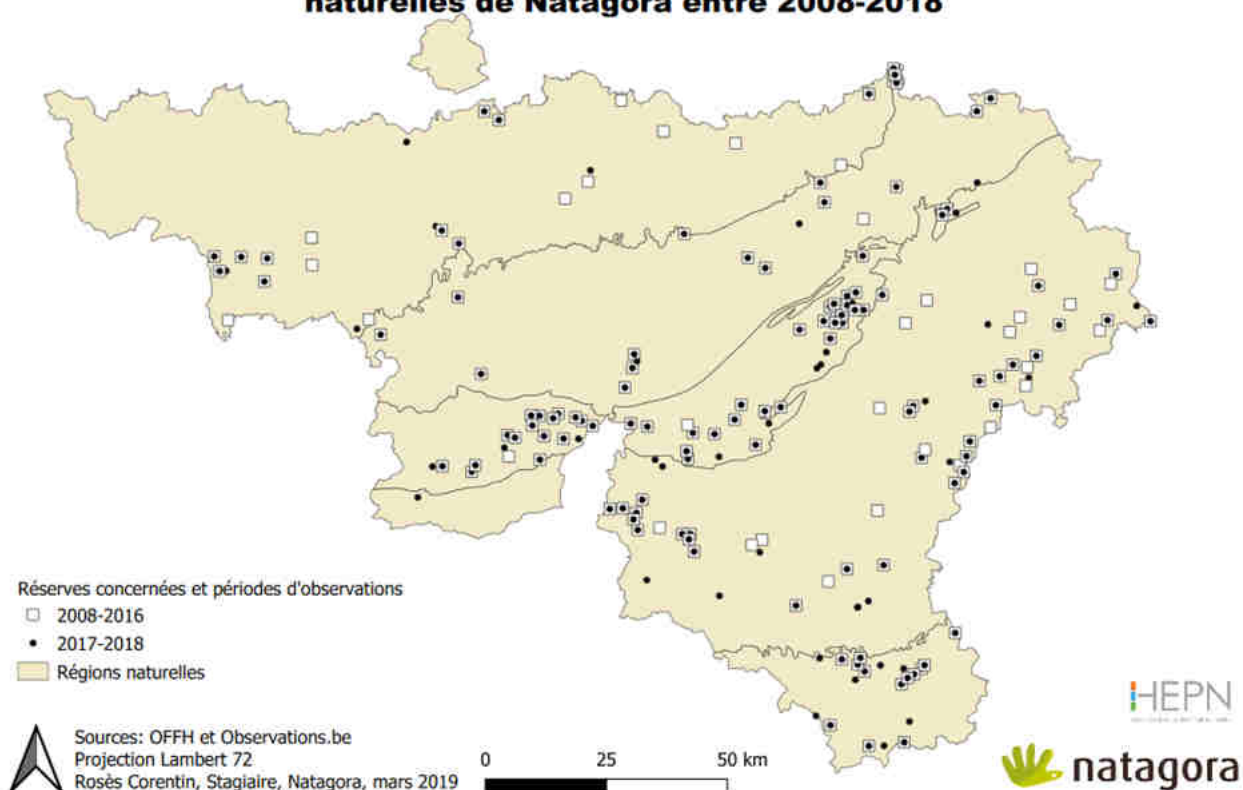 naturelles de Natagora entre 2008-2018
Réserves concernées et périodes d'observations
2008-2016
2017-2018
Régions naturelles
Sources: OFFH et Observations.be
Projection Lambert 72
Rosès Corentin, Stagiaire, Natagora, mars 2019
0 25 50 km
HEPN
natagora